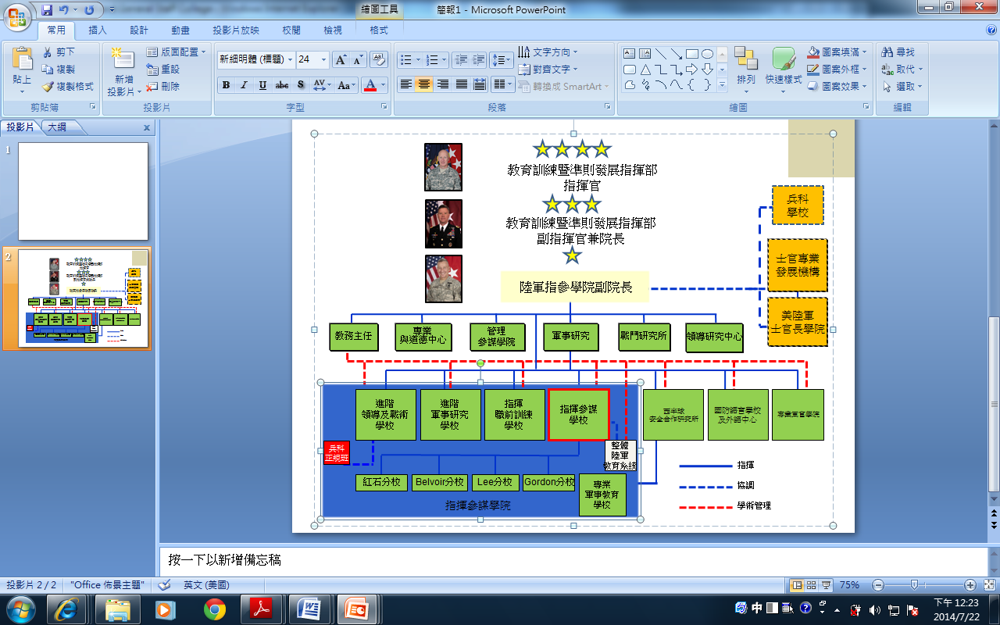 繪圖工具
簡報1 - Microsoft PowerPoint
常用
插入
設計
動畫
投影片放映
校閱
檢視
格式
貼上
剪下
複製
複製格式
剪貼簿
新增
投影片
版面配置
重設
刪除
投影片
新細明體 (標題)
24
B I U abc S AV Aa A
字型
文字方向
對齊文字
轉換成 SmartArt
段落
排列
快速樣式
圖案填滿
圖案外框
圖案效果
繪圖
尋找
取代
選取
編輯
投影片
大綱
1
2
教育訓練暨準則發展指揮部
指揮官
教育訓練暨準則發展指揮部
副指揮官兼院長
陸軍指參學院副院長
兵科
學校
士官專業
發展機構
美陸軍
士官長學院
教務主任
專業
與道德中心
管理
參謀學院
軍事研究
戰鬥研究所
領導研究中心
進階
領導及戰術
學校
進階
軍事研究
學校
指揮
職前訓練
學校
指揮參謀
學校
西半球
安全合作研究所
國防語言學校
及外語中心
專業軍官學院
兵科
正規班
整體
陸軍
教育系統
紅石分校
Belvoir分校
Lee分校
Gordon分校
專業
軍事教育
學校
指揮參謀學院
指揮
協調
學術管理
按一下以新增備忘稿
投影片 2 / 2
"Office 佈景主題"
英文 (美國)
75%
中
下午 12:23
2014/7/22